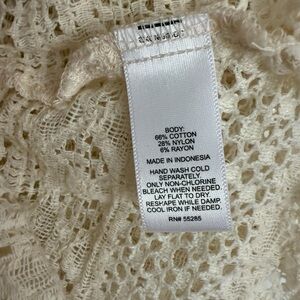 BODY:
66% COTTON
28% NYLON
6% RAYON
MADE IN INDONESIA
HAND WASH COLD
SEPARATELY.
ONLY NON-CHLORINE
BLEACH WHEN NEEDED.
LAY FLAT TO DRY.
RESHAPE WHILE DAMP.
COOL IRON IF NEEDED.
RN# 55285